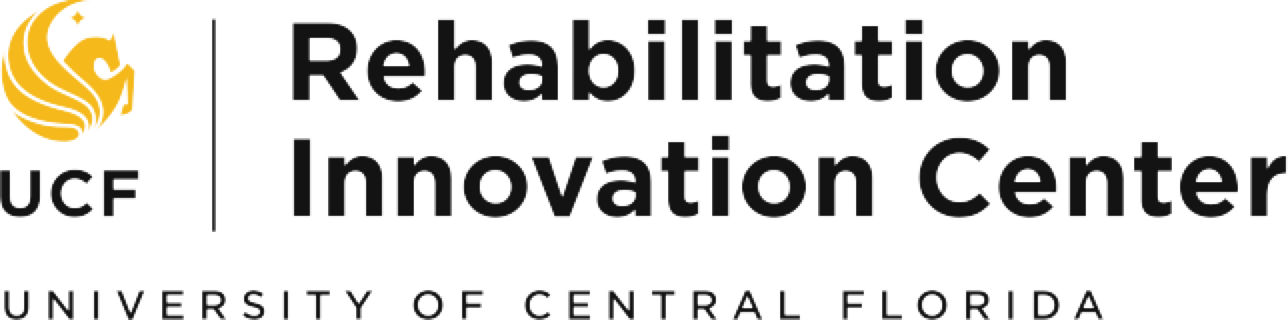 UCF
Rehabilitation
Innovation Center
UNIVERSITY OF CENTRAL FLORIDA